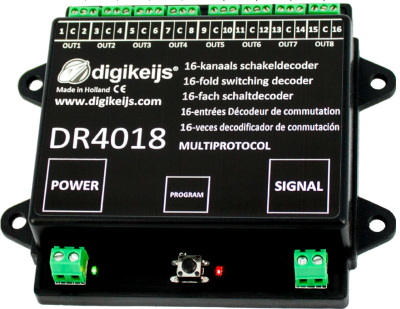 1 C 2 3 C 4 5 C 6 7 C 8 9 C 10 11 C 12 13 C 14 15 C 16
OUT1 OUT2 OUT3 OUT4 OUT5 OUT6 OUT7 OUT8
digikeijs®
Made in Holland CE
www.digikeijs.com
16-kanaals schakeldecoder
16-fold switching decoder
16-fach schaltdecoder
16-entrées Décodeur de commutation
16-veces decodificador de conmutación
DR4018 MULTIPROTOCOL
POWER
PROGRAM
SIGNAL